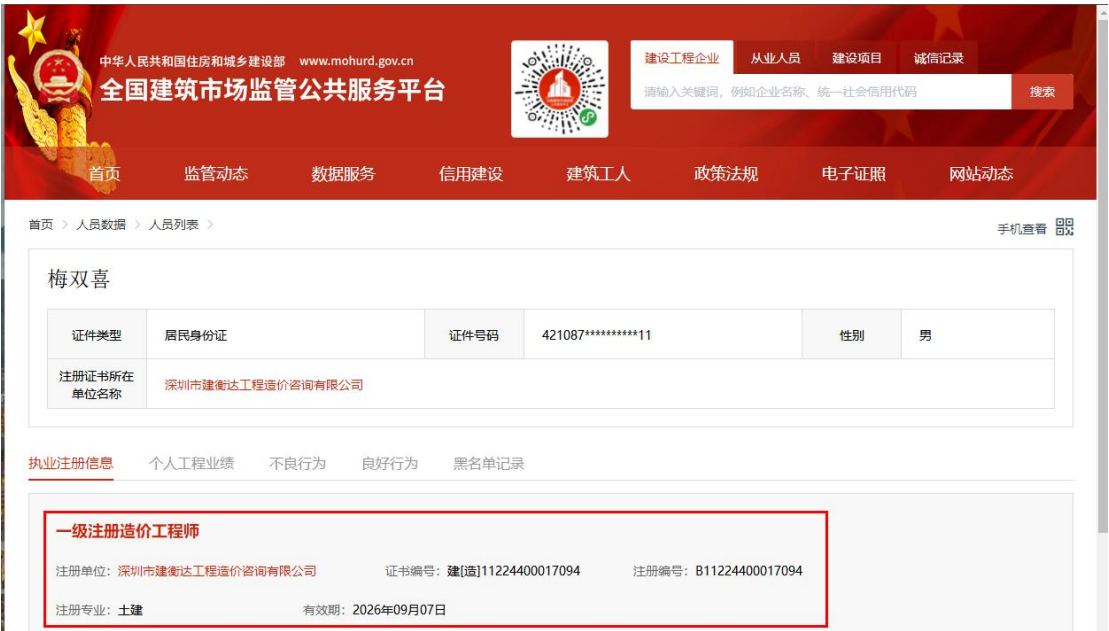 中华人民共和国住房和城乡建设部 www.mohurd.gov.cn
全国建筑市场监管公共服务平台
建设工程企业 从业人员 建设项目 诚信记录
请输入关键词，例如企业名称、统一社会信用代码 搜索
首页 监管动态 数据服务 信用建设 建筑工人 政策法规 电子证照 网站动态
首页 > 人员数据 > 人员列表 >
手机查看
梅双喜
证件类型 居民身份证 证件号码 421087**********11 性别 男
注册证书所在
单位名称
深圳市建衡达工程造价咨询有限公司
执业注册信息 个人工程业绩 不良行为 良好行为 黑名单记录
一级注册造价工程师
注册单位：深圳市建衡达工程造价咨询有限公司 证书编号：建[造]11224400017094 注册编号：B11224400017094
注册专业：土建 有效期：2026年09月07日